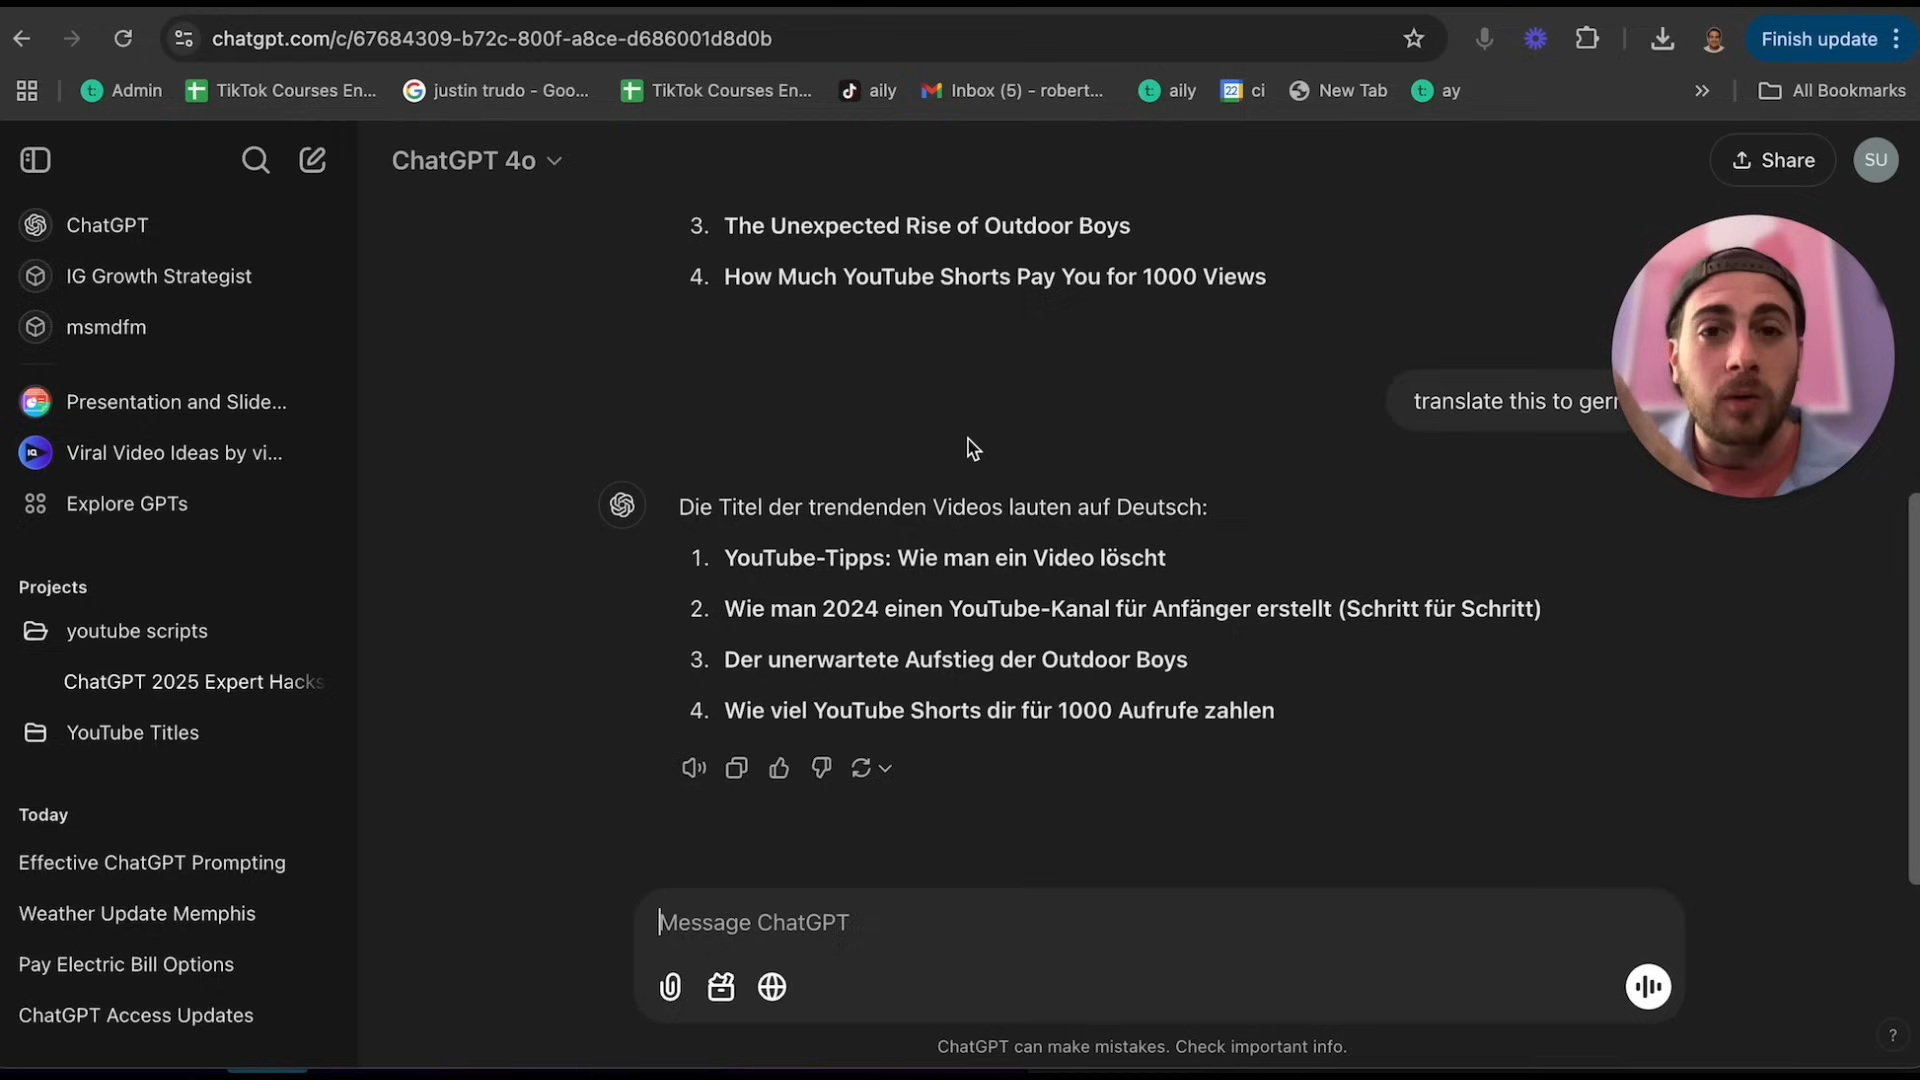 chatgpt.com/c/67684309-b72c-800f-a8ce-d686001d8d0b
Finish update
Admin
TikTok Courses En...
justin trudo - Goo...
TikTok Courses En...
aily
Inbox (5) - robert...
aily
22
ci
New Tab
ay
All Bookmarks
ChatGPT 4o
Share
SU
ChatGPT
IG Growth Strategist
msmdfm
Presentation and Slide...
IQ
Viral Video Ideas by vi...
Explore GPTs
Projects
youtube scripts
ChatGPT 2025 Expert Hacks
YouTube Titles
Today
Effective ChatGPT Prompting
Weather Update Memphis
Pay Electric Bill Options
ChatGPT Access Updates
3. The Unexpected Rise of Outdoor Boys
4. How Much YouTube Shorts Pay You for 1000 Views
translate this to ger
Die Titel der trendenden Videos lauten auf Deutsch:
1. YouTube-Tipps: Wie man ein Video löscht
2. Wie man 2024 einen YouTube-Kanal für Anfänger erstellt (Schritt für Schritt)
3. Der unerwartete Aufstieg der Outdoor Boys
4. Wie viel YouTube Shorts dir für 1000 Aufrufe zahlen
Message ChatGPT
ChatGPT can make mistakes. Check important info.
?